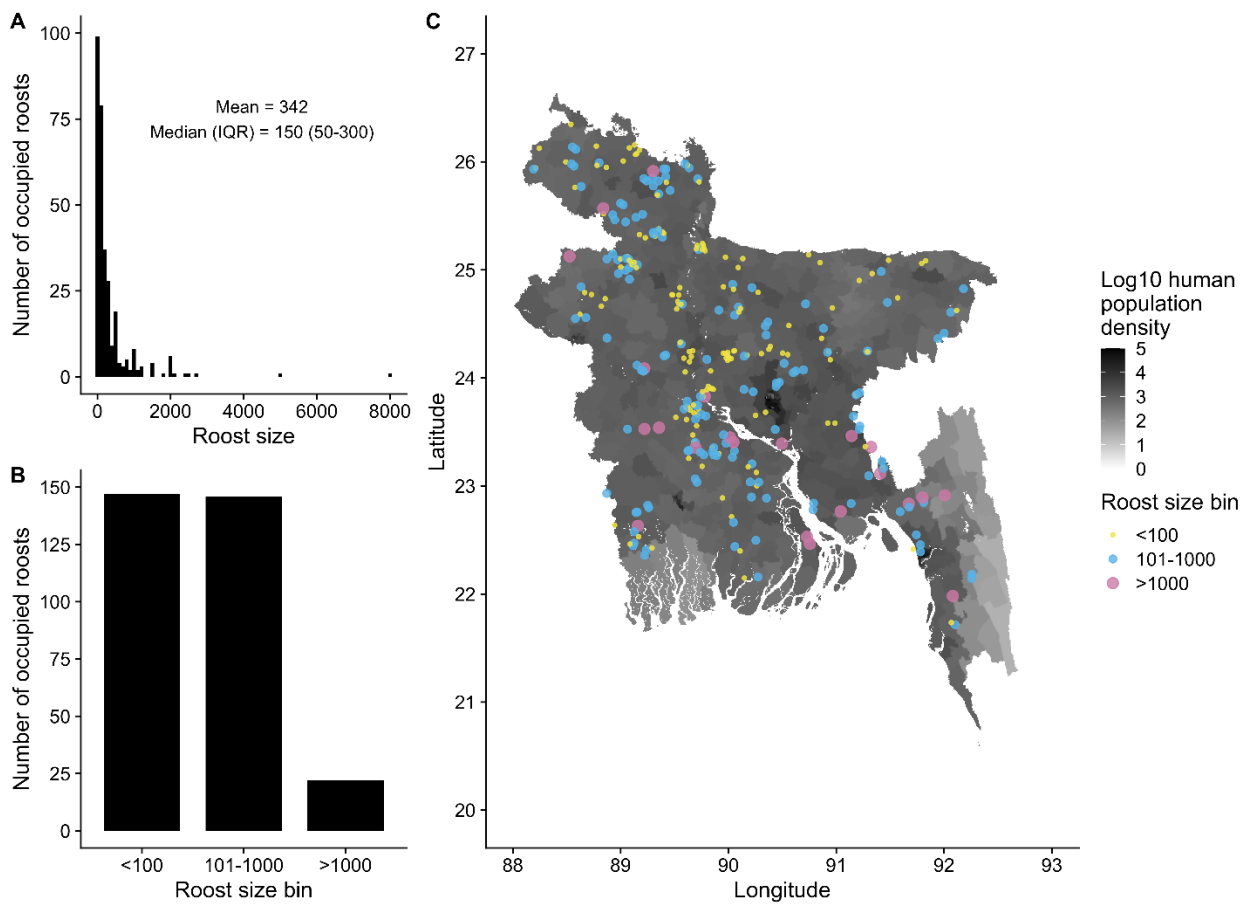 A
Number of occupied roosts
100
75
50
25
0
Mean = 342
Median (IQR) = 150 (50-300)
0
2000
4000
6000
8000
Roost size
B
Number of occupied roosts
150
125
100
75
50
25
0
<100
101-1000
>1000
Roost size bin
C
Latitude
27
26
25
24
23
22
21
20
88
89
90
91
92
93
Longitude
Log10 human
population
density
5
4
3
2
1
0
Roost size bin
<100
101-1000
>1000